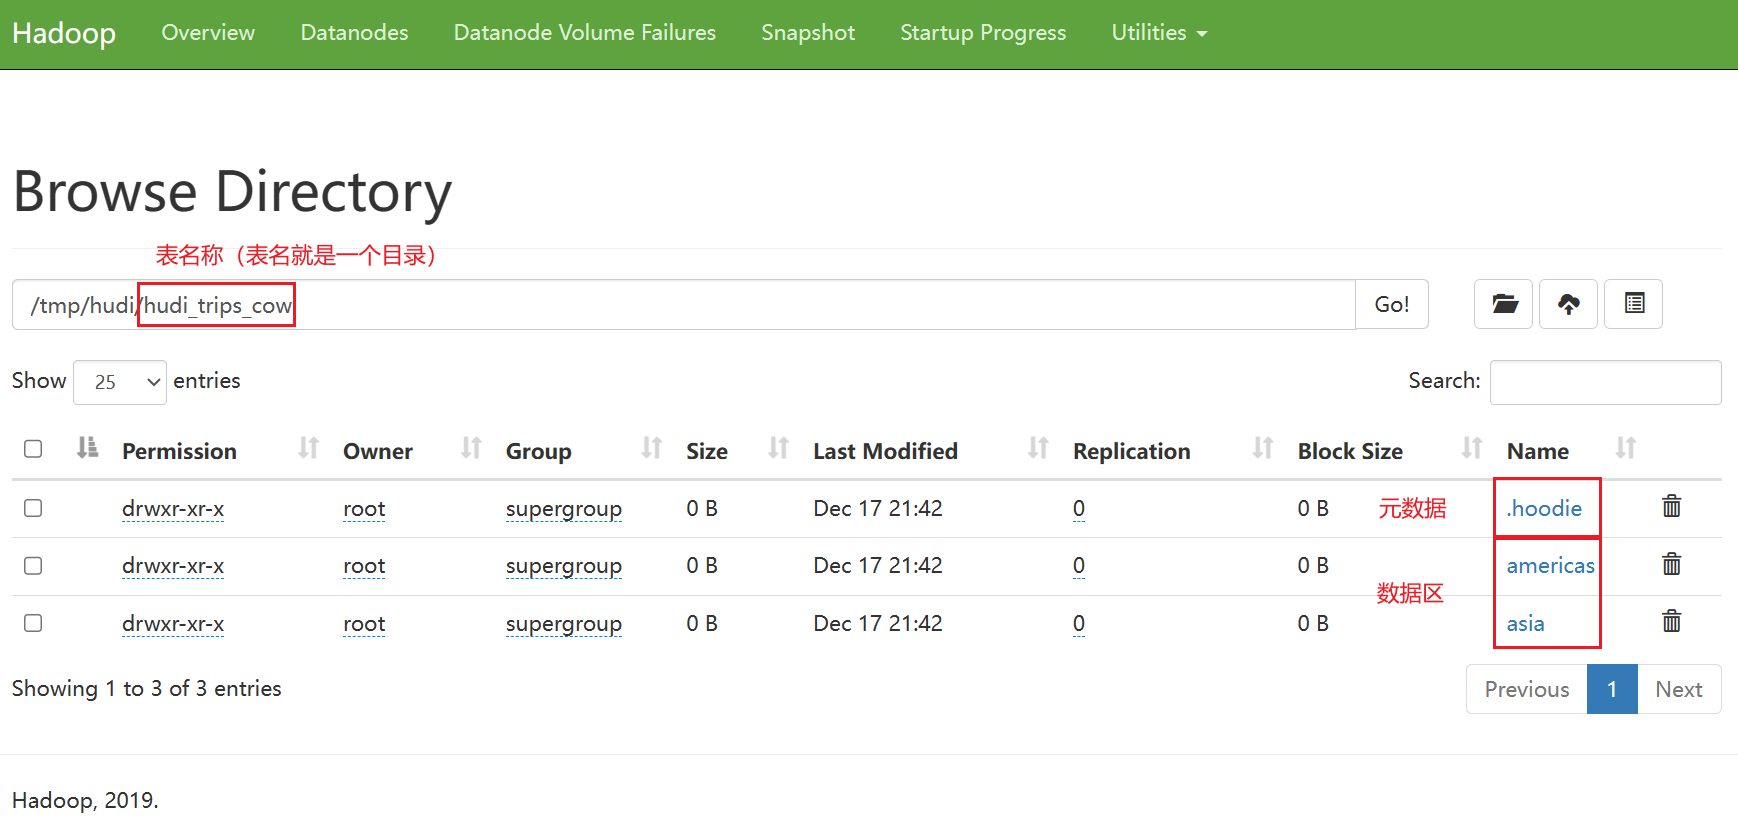 Hadoop Overview Datanodes Datanode Volume Failures Snapshot Startup Progress Utilities
Browse Directory
表名称（表名就是一个目录）
/tmp/hudi/hudi_trips_cow Go!
Show 25 entries Search:
Permission Owner Group Size Last Modified Replication Block Size Name
drwxr-xr-x root supergroup 0 B Dec 17 21:42 0 0 B 元数据 .hoodie
drwxr-xr-x root supergroup 0 B Dec 17 21:42 0 0 B americas
数据区
drwxr-xr-x root supergroup 0 B Dec 17 21:42 0 0 B asia
Showing 1 to 3 of 3 entries Previous 1 Next
Hadoop, 2019.